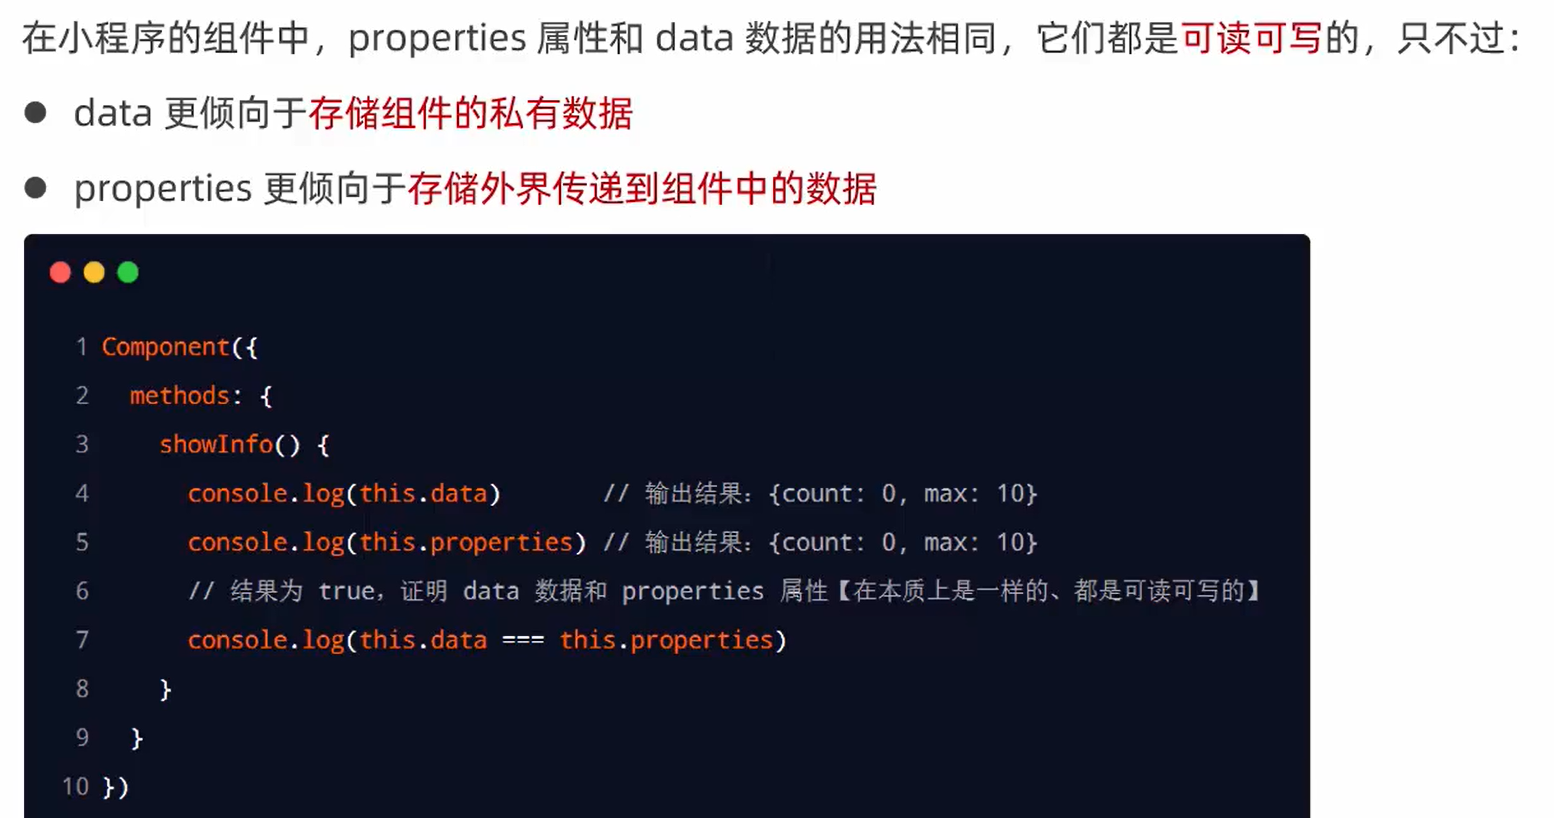 在小程序的组件中，properties 属性和 data 数据的用法相同，它们都是可读可写的，只不过：
● data 更倾向于存储组件的私有数据
● properties 更倾向于存储外界传递到组件中的数据
1 Component({
2   methods: {
3     showInfo() {
4       console.log(this.data)       // 输出结果：{count: 0, max: 10}
5       console.log(this.properties) // 输出结果：{count: 0, max: 10}
6       // 结果为 true，证明 data 数据和 properties 属性【在本质上是一样的、都是可读可写的】
7       console.log(this.data === this.properties)
8     }
9   }
10 })